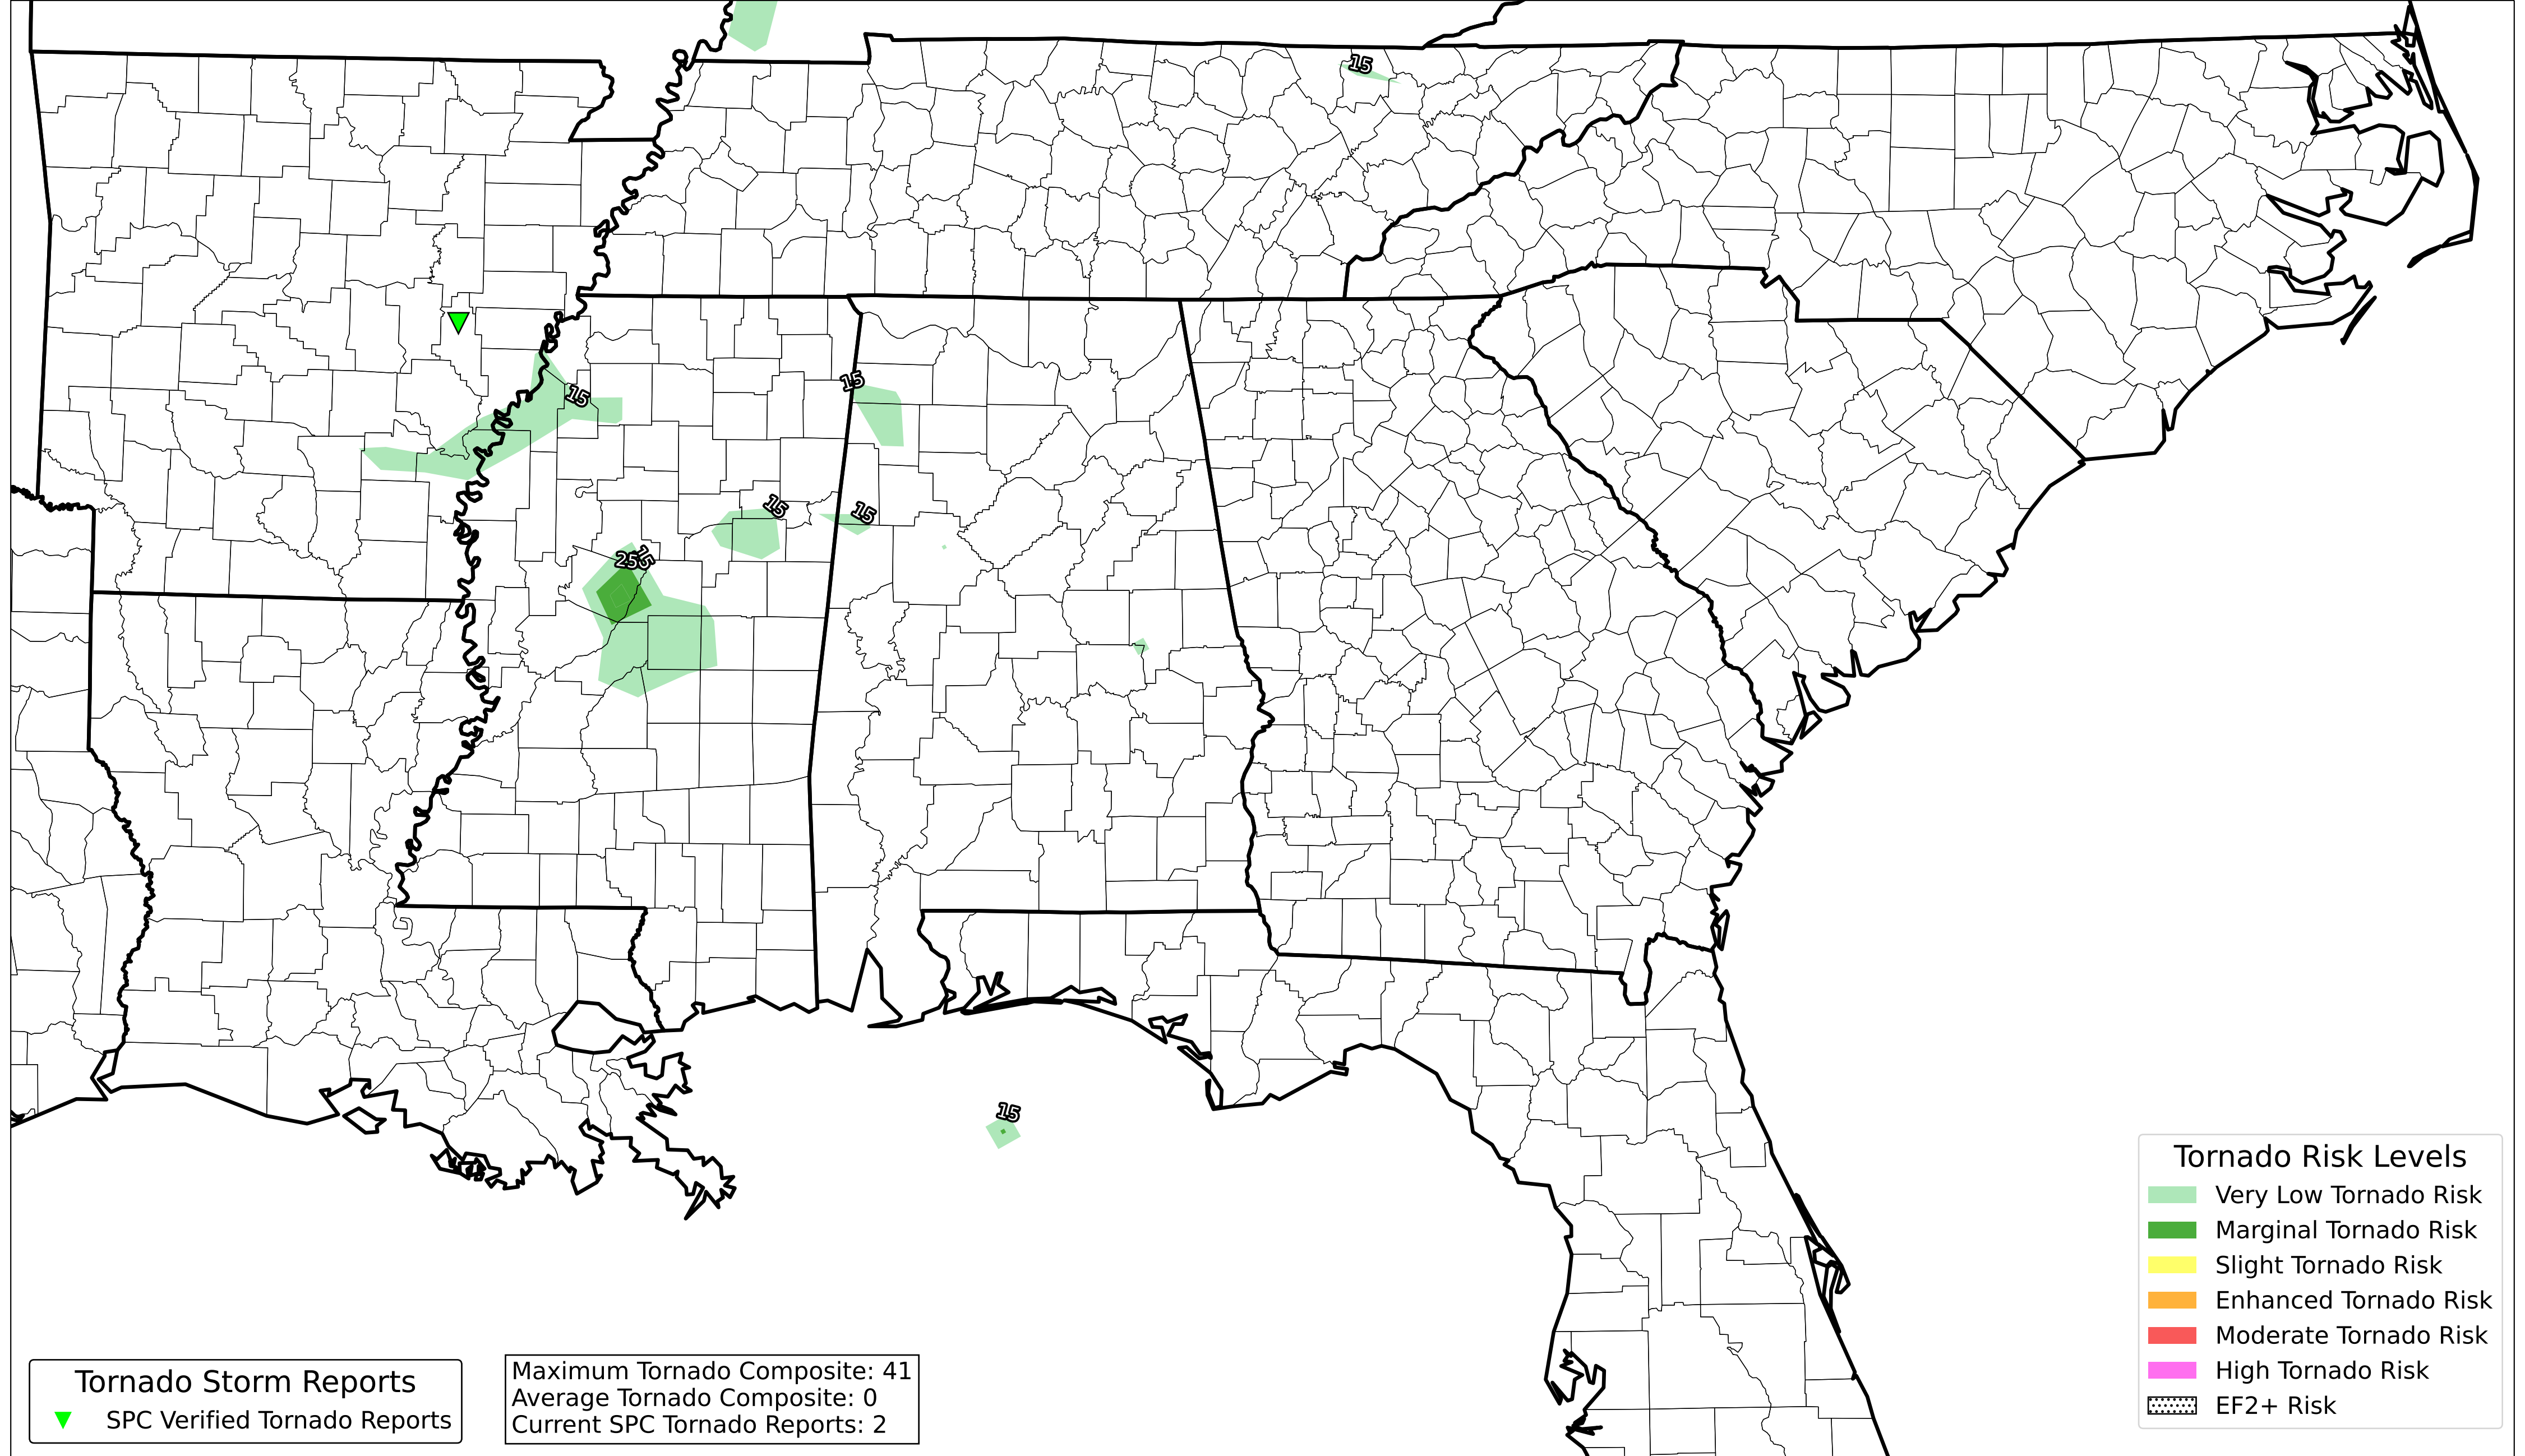 15
15
15
15
15
25
15
15
Tornado Risk Levels
Very Low Tornado Risk
Marginal Tornado Risk
Slight Tornado Risk
Enhanced Tornado Risk
Moderate Tornado Risk
High Tornado Risk
EF2+ Risk
Tornado Storm Reports
SPC Verified Tornado Reports
Maximum Tornado Composite: 41
Average Tornado Composite: 0
Current SPC Tornado Reports: 2